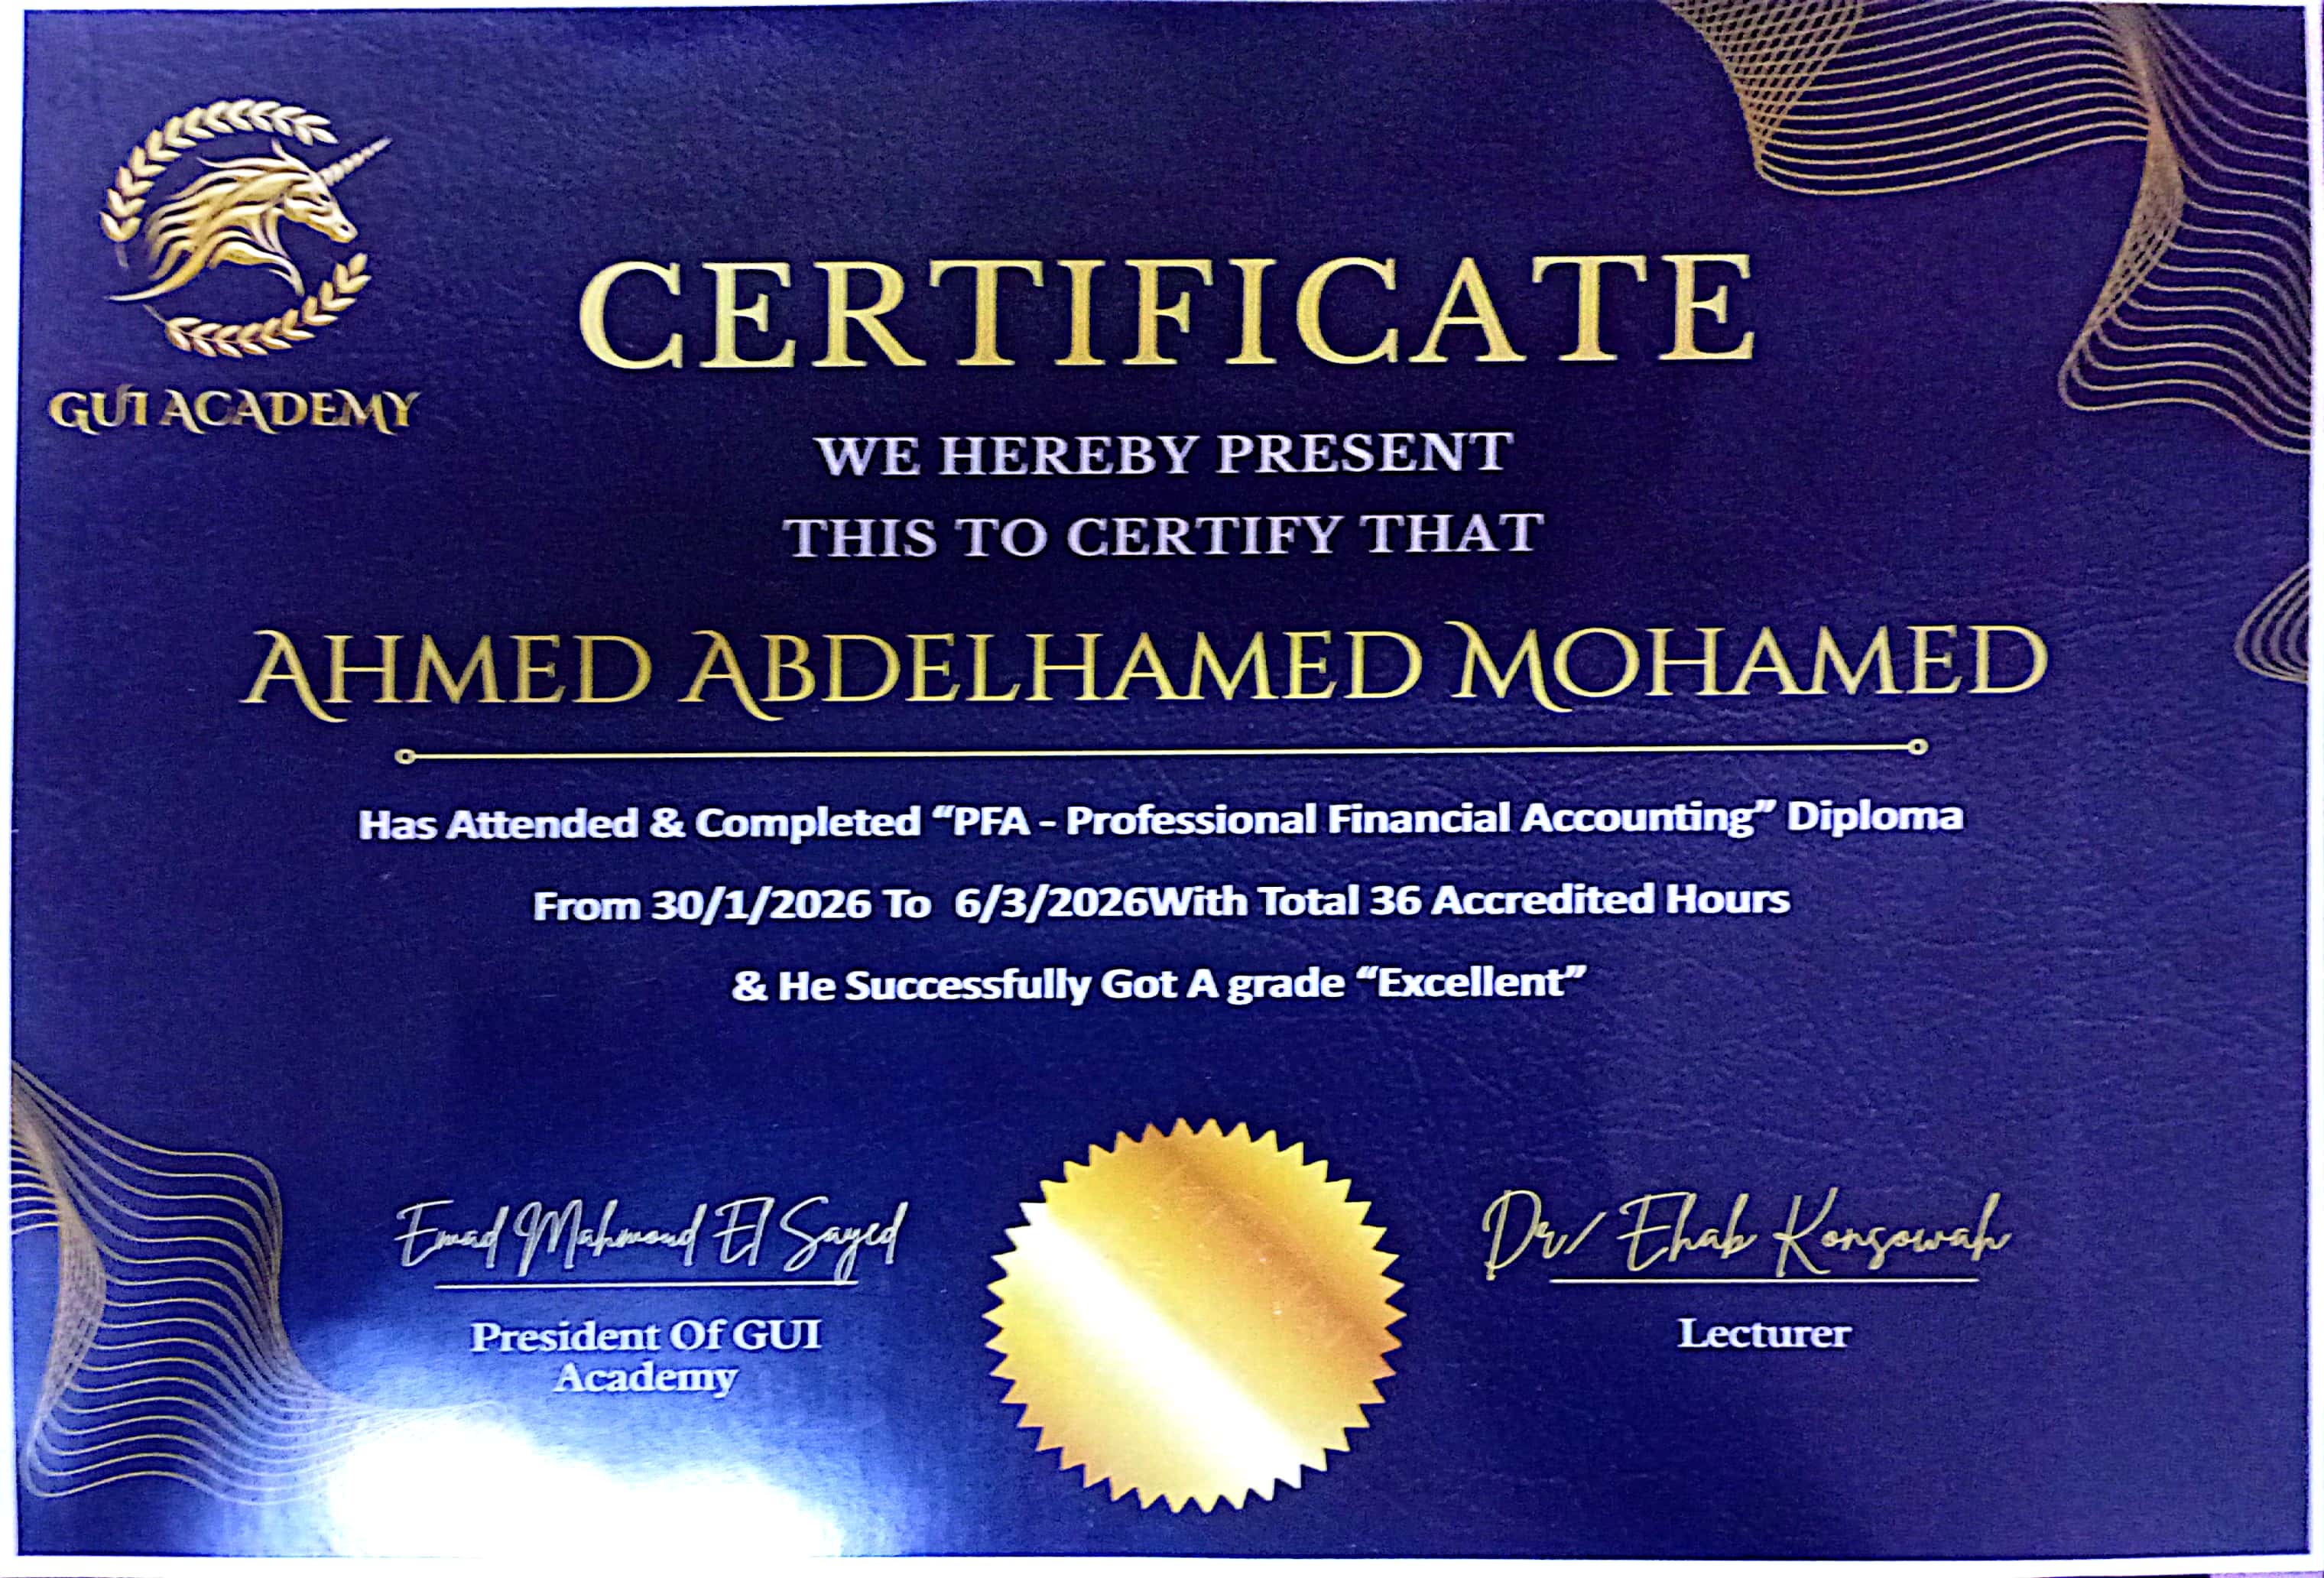 GUI ACADEMY
CERTIFICATE
WE HEREBY PRESENT
THIS TO CERTIFY THAT
AHMED ABDELHAMED MOHAMED
Has Attended & Completed “PFA - Professional Financial Accounting” Diploma
From 30/1/2026 To 6/3/2026With Total 36 Accredited Hours
& He Successfully Got A grade “Excellent”
Emad Mahmoud El Sayed
President Of GUI
Academy
Dr/ Ehab Konsowah
Lecturer